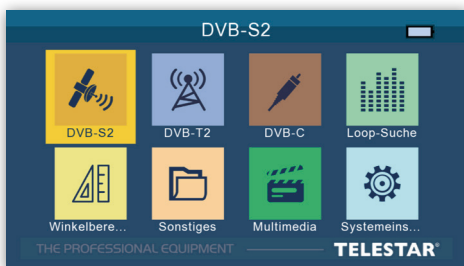 DVB-S2
DVB-S2
DVB-T2
DVB-C
Loop-Suche
Winkelbere...
Sonstiges
Multimedia
Systemeins...
THE PROFESSIONAL EQUIPMENT
TELESTAR®